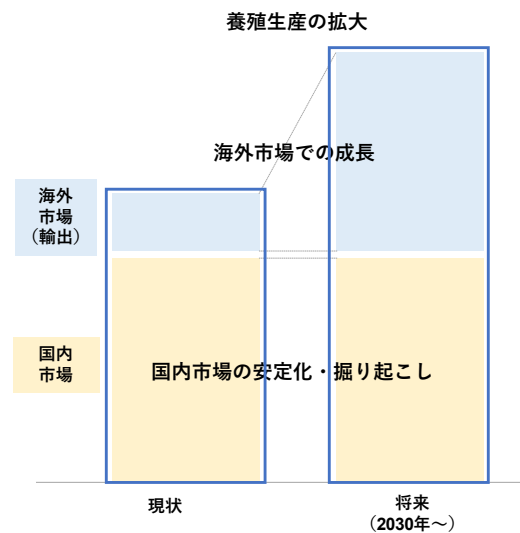 養殖生産の拡大
海外市場での成長
海外
市場
（輸出）
国内
市場
国内市場の安定化・掘り起こし
現状
将来
（2030年～）